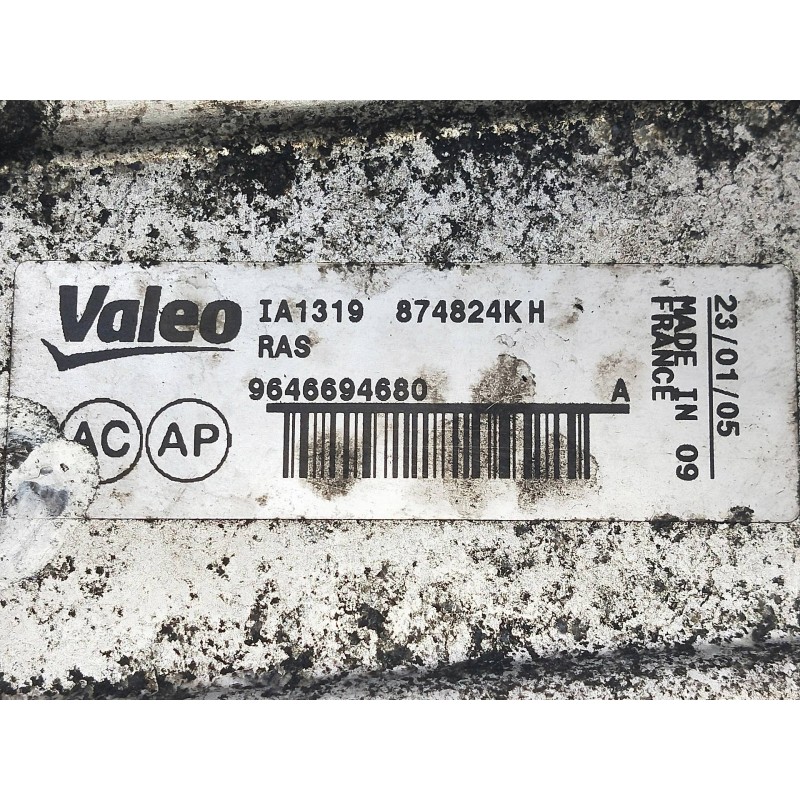 Valeo IA1319 874824KH
RAS
9646694680 A
AC AP
23/01/05
MADE IN 09
FRANCE